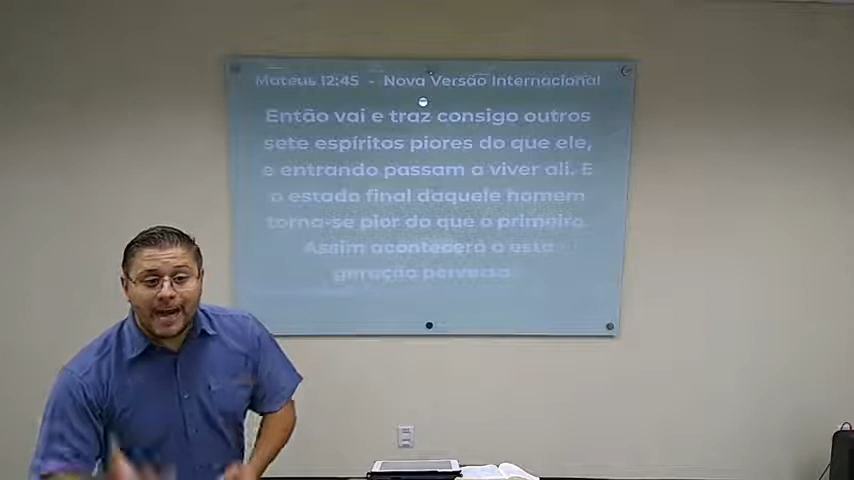 Mateus 12:45 - Nova Versão Internacional
Então vai e traz consigo outros
sete espíritos piores do que ele,
e entrando passam a viver ali. E
o estado final daquele homem
torna-se pior do que o primeiro.
Assim acontecerá a esta
geração perversa